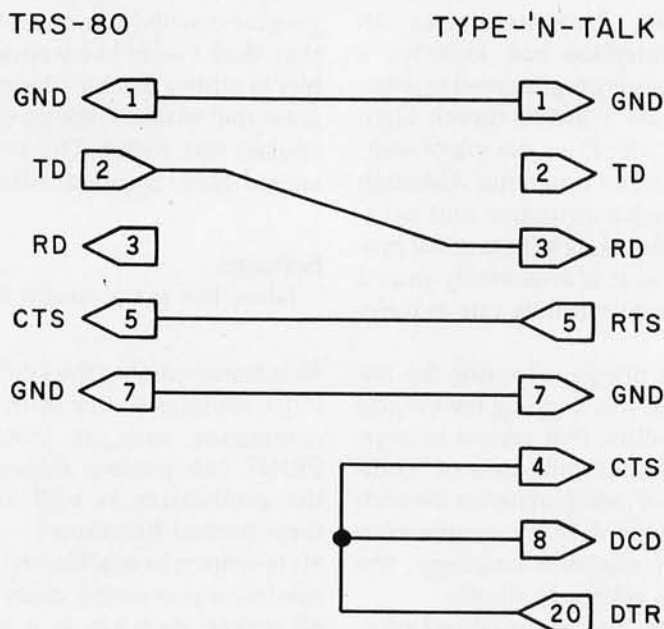 TRS-80 TYPE-N-TALK
GND 1 1 GND
TD 2 2 TD
RD 3 3 RD
CTS 5 5 RTS
GND 7 7 GND
4 CTS
8 DCD
20 DTR